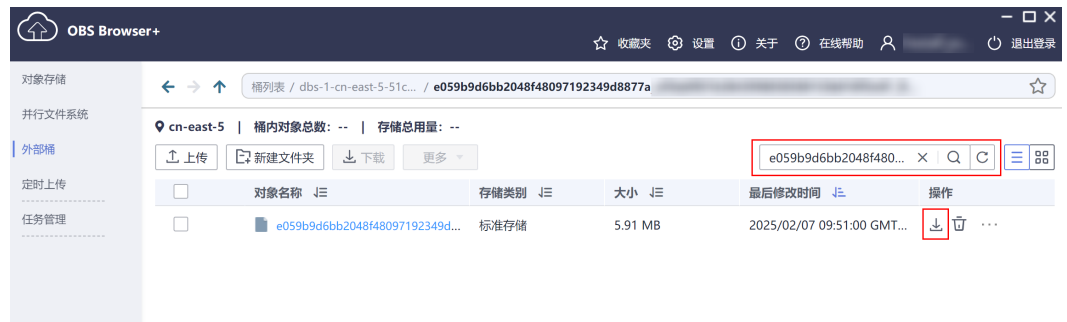 OBS Browser+
收藏夹 设置 关于 在线帮助 退出登录
对象存储
并行文件系统
外部桶
定时上传
任务管理
桶列表 / dbs-1-cn-east-5-51c... / e059b9d6bb2048f48097192349d8877a
cn-east-5 | 桶内对象总数: -- | 存储总用量: --
上传 新建文件夹 下载 更多
e059b9d6bb2048f480...
对象名称 存储类别 大小 最后修改时间 操作
e059b9d6bb2048f48097192349d... 标准存储 5.91 MB 2025/02/07 09:51:00 GMT... ...